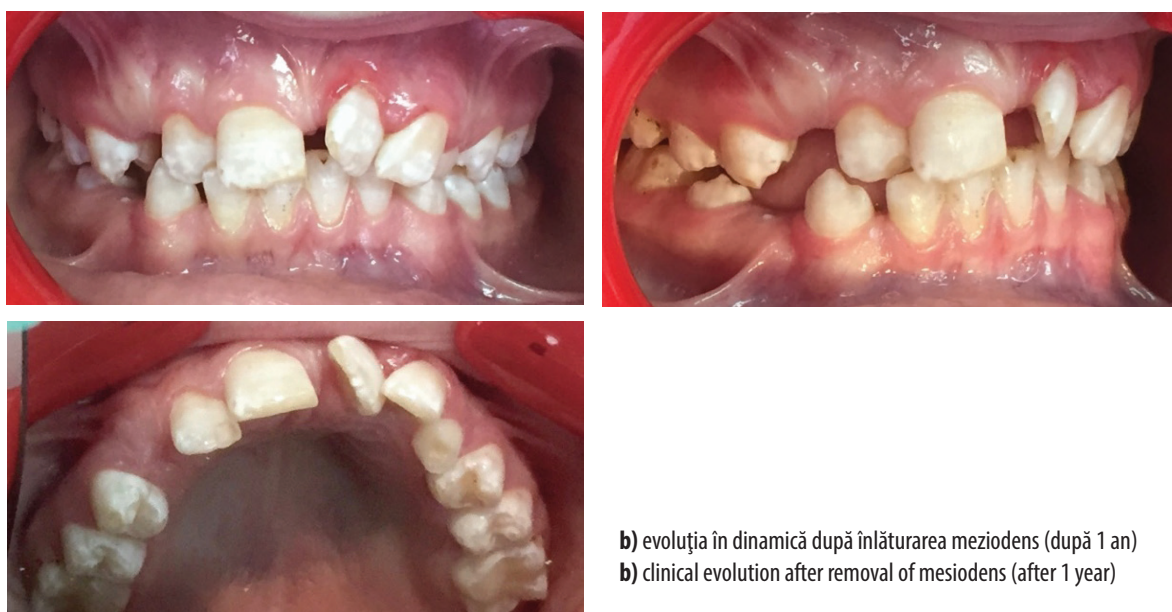 b) evoluţia în dinamică după înlăturarea meziodens (după 1 an)
b) clinical evolution after removal of mesiodens (after 1 year)